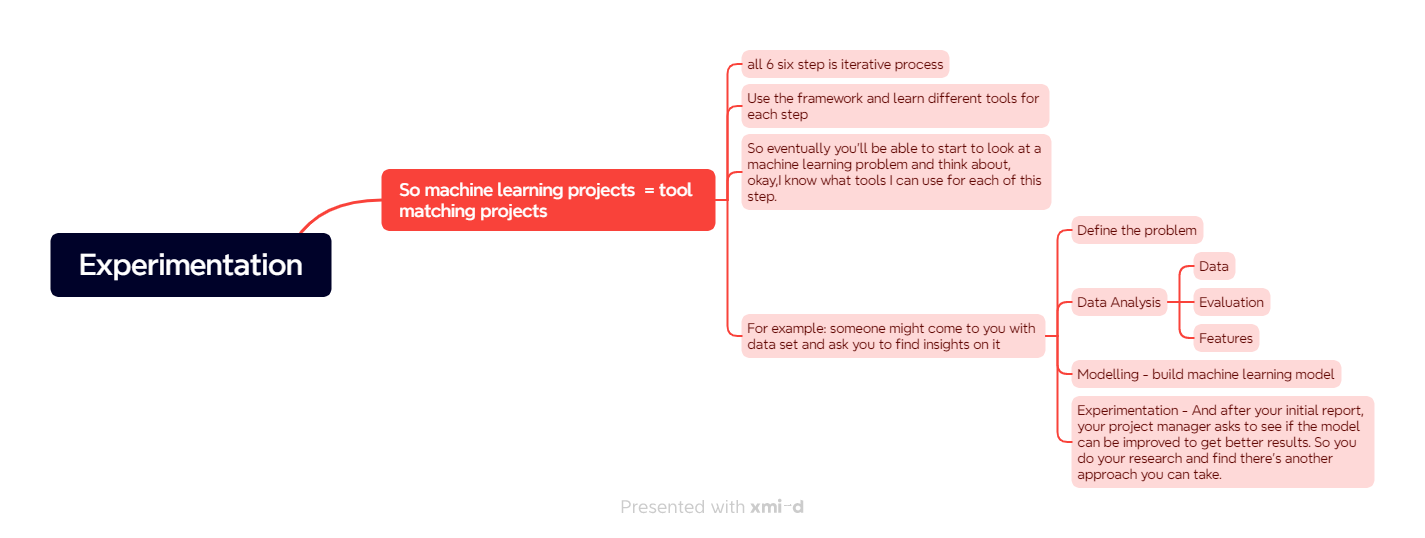 Experimentation
So machine learning projects = tool
matching projects
all 6 six step is iterative process
Use the framework and learn different tools for
each step
So eventually you'll be able to start to look at a
machine learning problem and think about,
okay,I know what tools I can use for each of this
step.
For example: someone might come to you with
data set and ask you to find insights on it
Define the problem
Data Analysis
Data
Evaluation
Features
Modelling - build machine learning model
Experimentation - And after your initial report,
your project manager asks to see if the model
can be improved to get better results. So you
do your research and find there's another
approach you can take.
Presented with xmind